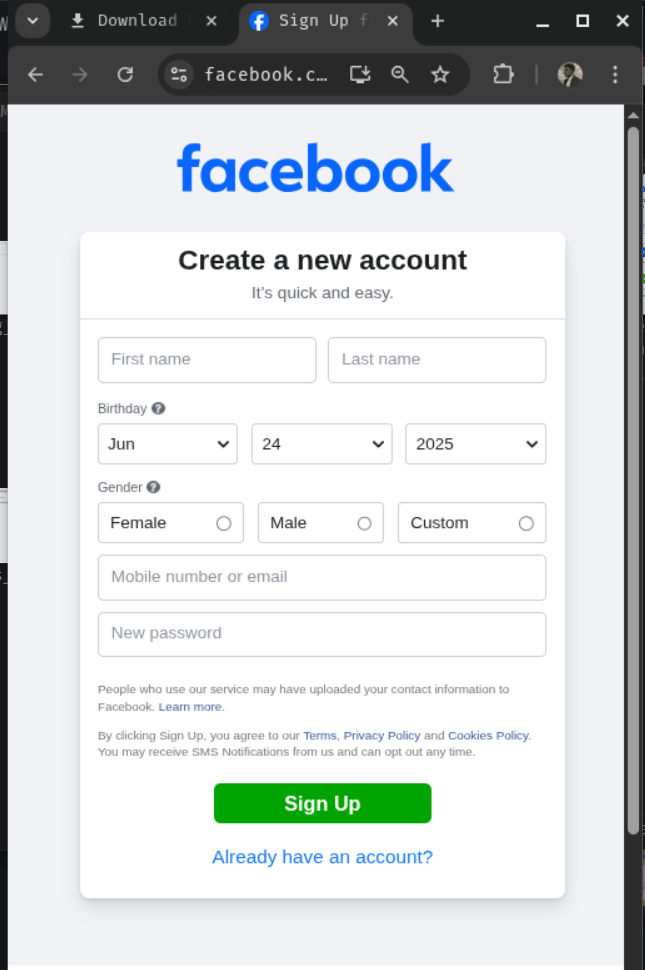 Download
Sign Up f
facebook.c...
facebook
Create a new account
It's quick and easy.
First name Last name
Birthday ?
Jun 24 2025
Gender ?
Female Male Custom
Mobile number or email
New password
People who use our service may have uploaded your contact information to
Facebook. Learn more.
By clicking Sign Up, you agree to our Terms, Privacy Policy and Cookies Policy.
You may receive SMS Notifications from us and can opt out any time.
Sign Up
Already have an account?